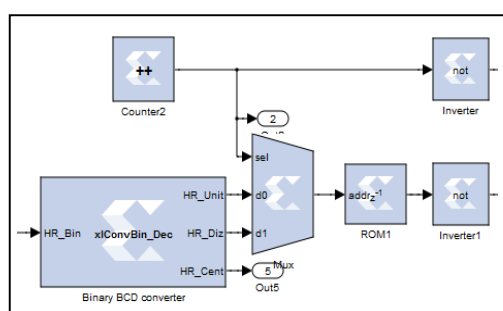 ++
Counter2
not
Inverter
2
sel
HR_Unit
d0
HR_Bin
xlConvBin_Dec
HR_Diz
d1
addr
z-1
ROM1
not
Inverter1
HR_Cent
Mux
5
Out5
Binary BCD converter